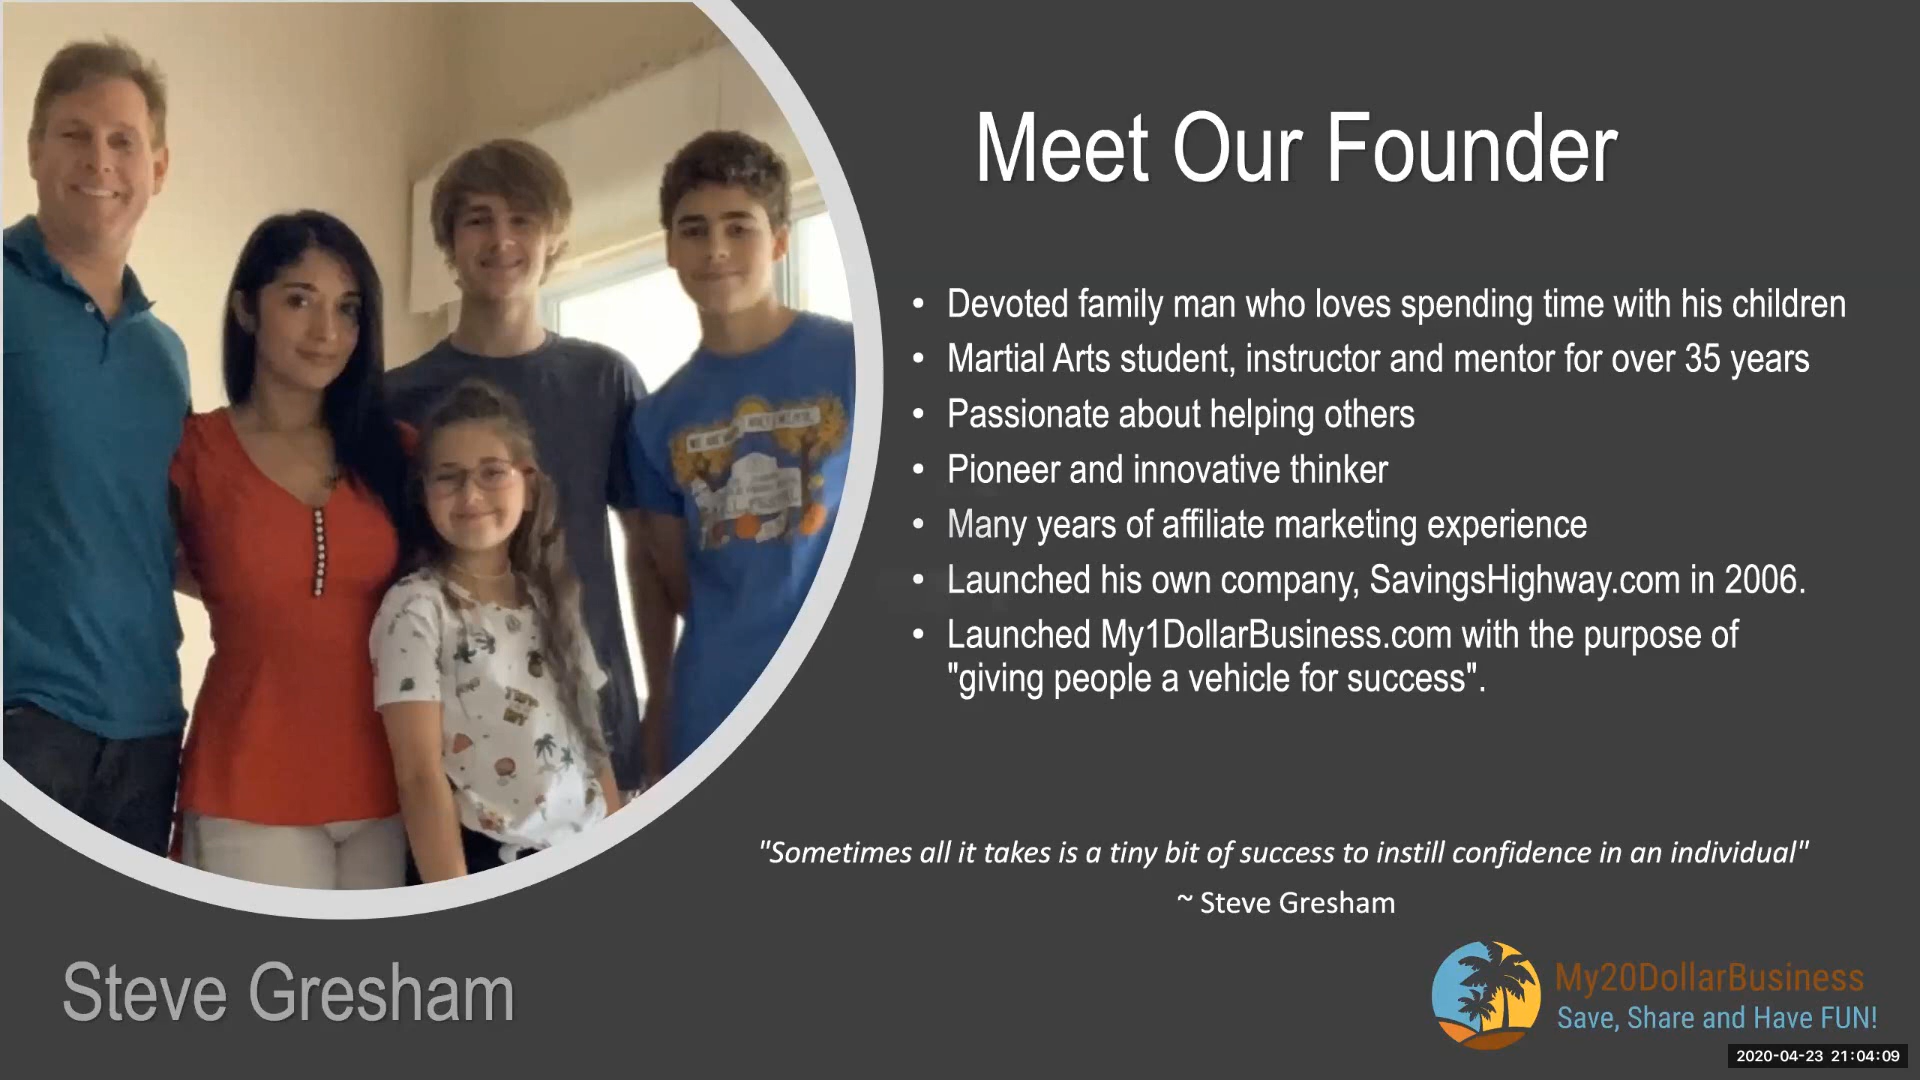 Meet Our Founder
• Devoted family man who loves spending time with his children
• Martial Arts student, instructor and mentor for over 35 years
• Passionate about helping others
• Pioneer and innovative thinker
• Many years of affiliate marketing experience
• Launched his own company, SavingsHighway.com in 2006.
• Launched My1DollarBusiness.com with the purpose of
"giving people a vehicle for success".
"Sometimes all it takes is a tiny bit of success to instill confidence in an individual"
~ Steve Gresham
Steve Gresham
My20DollarBusiness
Save, Share and Have FUN!
2020-04-23 21:04:09